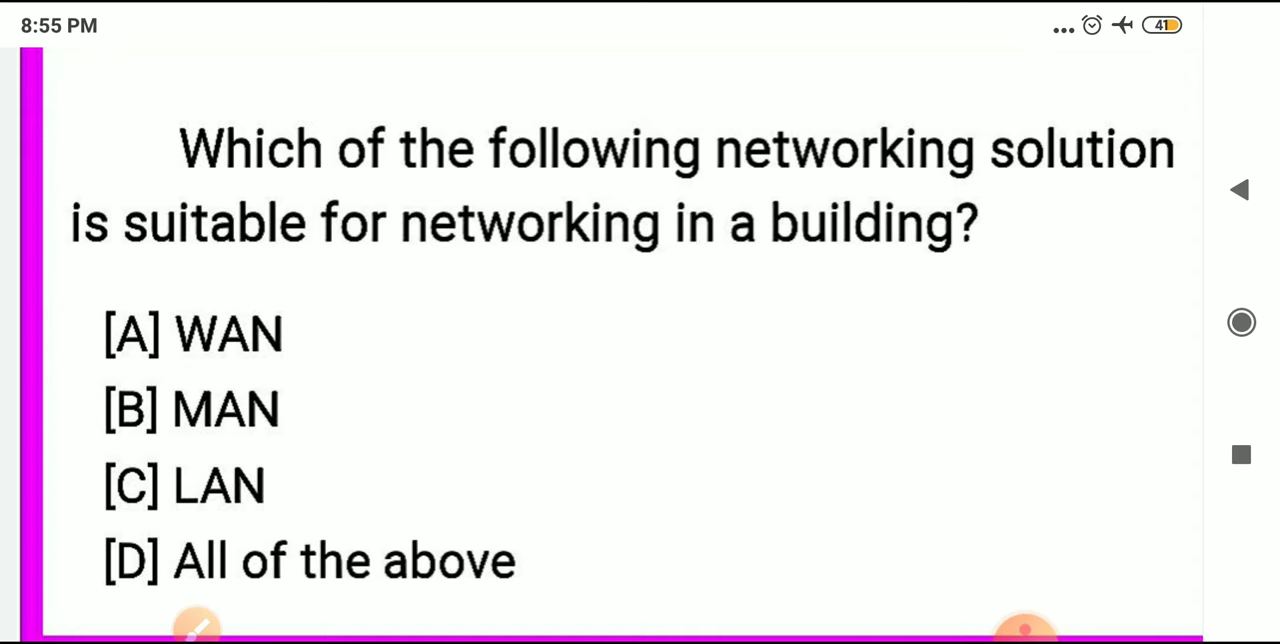 8:55 PM
41
Which of the following networking solution
is suitable for networking in a building?
[A] WAN
[B] MAN
[C] LAN
[D] All of the above